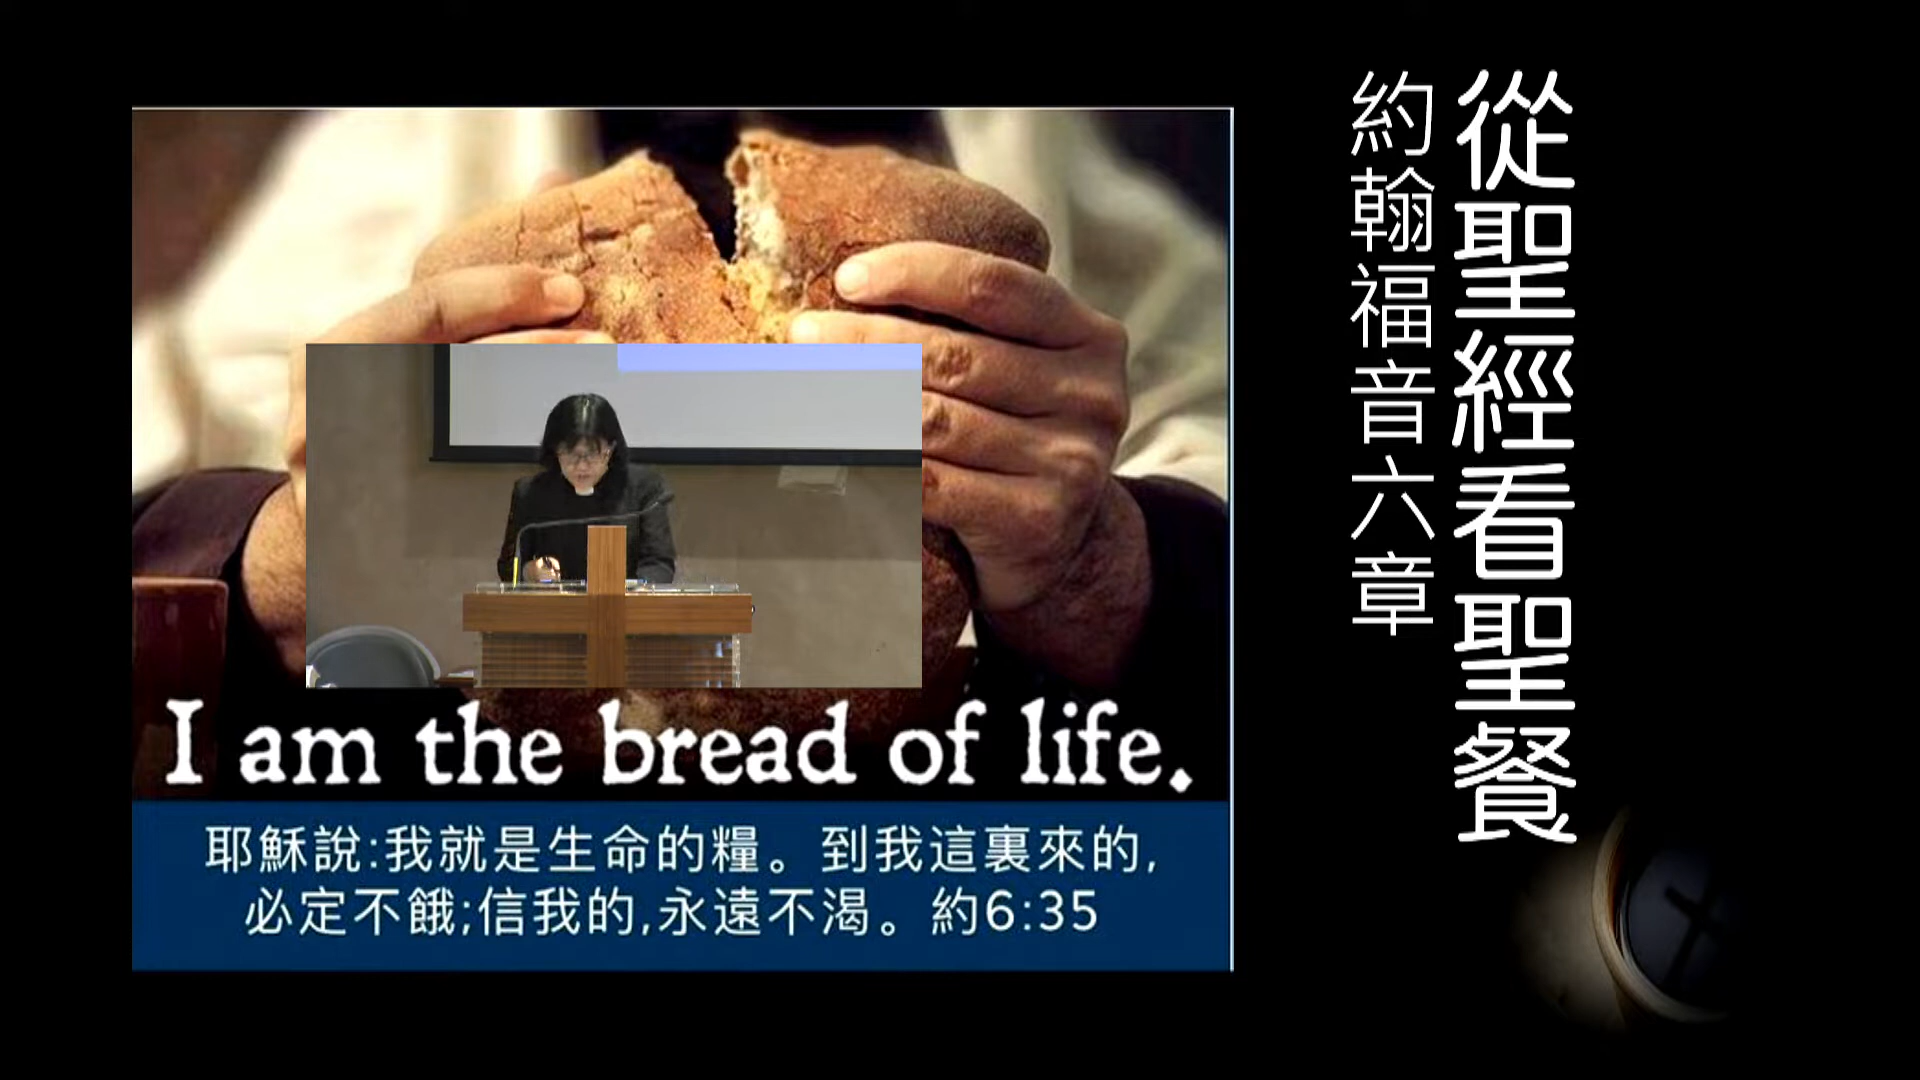 從聖經看聖餐
約翰福音六章
I am the bread of life.
耶穌說:我就是生命的糧。到我這裏來的,
必定不餓;信我的,永遠不渴。約6:35